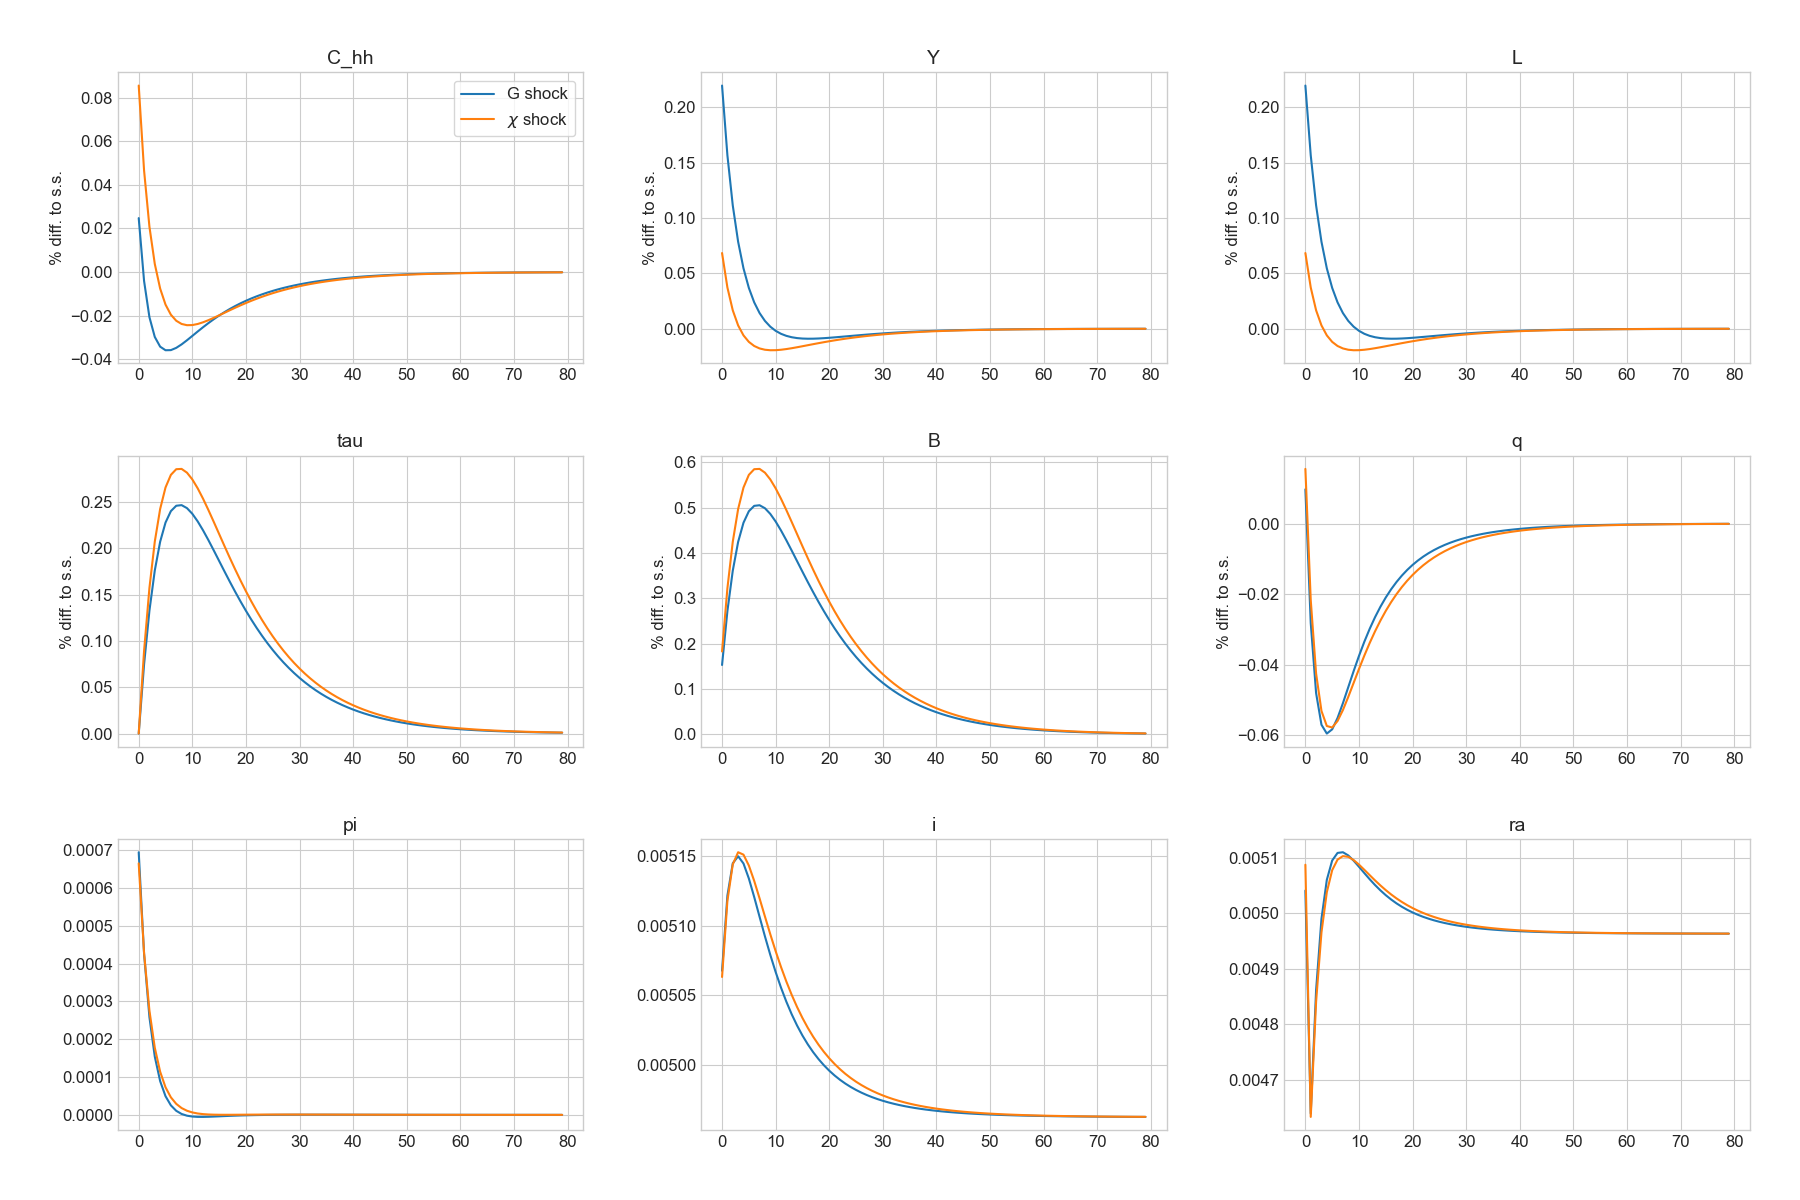 C_hh
Y
L
% diff. to s.s.
0.08
0.06
0.04
0.02
0.00
−0.02
−0.04
G shock
χ shock
0 10 20 30 40 50 60 70 80
% diff. to s.s.
0.20
0.15
0.10
0.05
0.00
0 10 20 30 40 50 60 70 80
% diff. to s.s.
0.20
0.15
0.10
0.05
0.00
0 10 20 30 40 50 60 70 80
tau
B
q
% diff. to s.s.
0.25
0.20
0.15
0.10
0.05
0.00
0 10 20 30 40 50 60 70 80
% diff. to s.s.
0.6
0.5
0.4
0.3
0.2
0.1
0.0
0 10 20 30 40 50 60 70 80
% diff. to s.s.
0.00
−0.02
−0.04
−0.06
0 10 20 30 40 50 60 70 80
pi
i
ra
0.0007
0.0006
0.0005
0.0004
0.0003
0.0002
0.0001
0.0000
0 10 20 30 40 50 60 70 80
0.00515
0.00510
0.00505
0.00500
0 10 20 30 40 50 60 70 80
0.0051
0.0050
0.0049
0.0048
0.0047
0 10 20 30 40 50 60 70 80